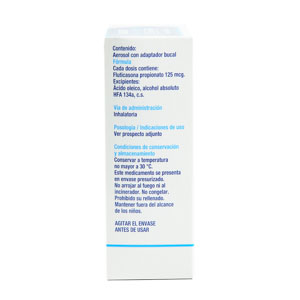 Contenido:
Aerosol con adaptador bucal
Fórmula
Cada dosis contiene:
Fluticasona propionato 125 mcg.
Excipientes:
Ácido oleico, alcohol absoluto
HFA 134a, c.s.
Vía de administración
Inhalatoria
Posología / Indicaciones de uso
Ver prospecto adjunto
Condiciones de conservación
y almacenamiento
Conservar a temperatura
no mayor a 30 °C.
Este medicamento se presenta
en envase presurizado.
No arrojar al fuego ni al
incinerador. No congelar.
Prohibido su rellenado.
Mantener fuera del alcance
de los niños.
AGITAR EL ENVASE
ANTES DE USAR